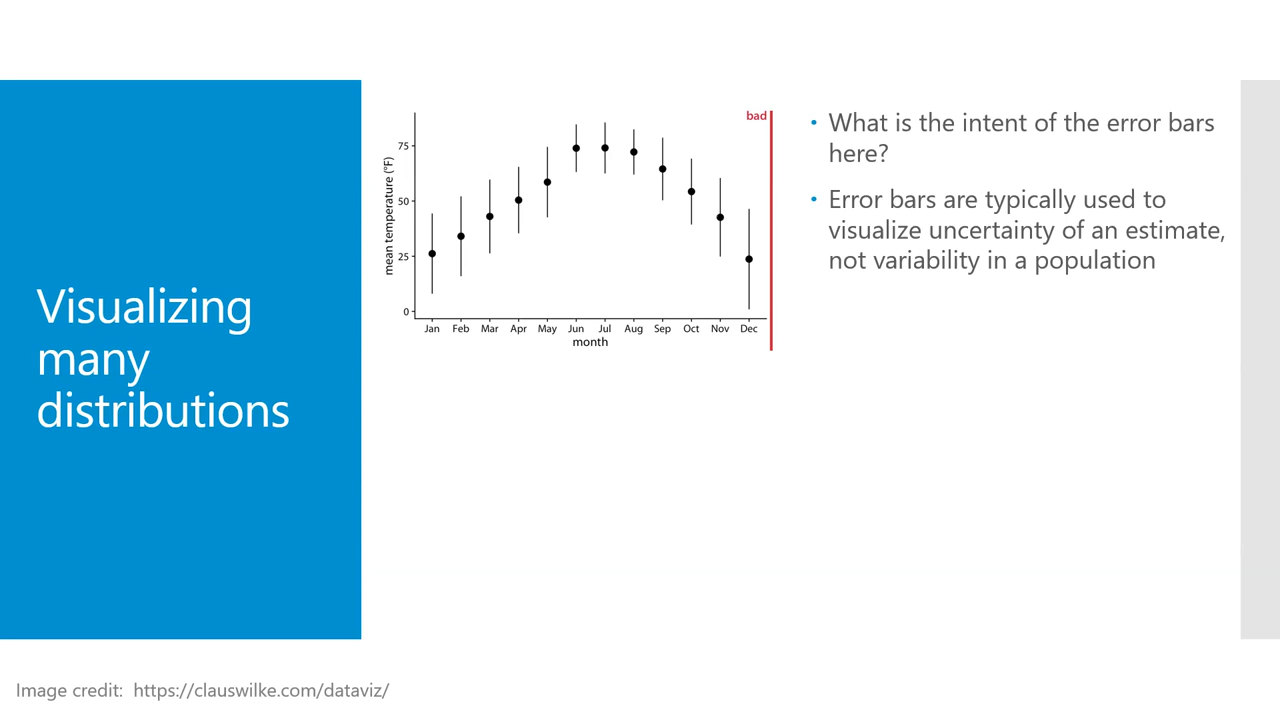 Visualizing
many
distributions
bad
75
50
25
0
mean temperature (°F)
Jan Feb Mar Apr May Jun Jul Aug Sep Oct Nov Dec
month
• What is the intent of the error bars
here?
• Error bars are typically used to
visualize uncertainty of an estimate,
not variability in a population
Image credit: https://clauswilke.com/dataviz/